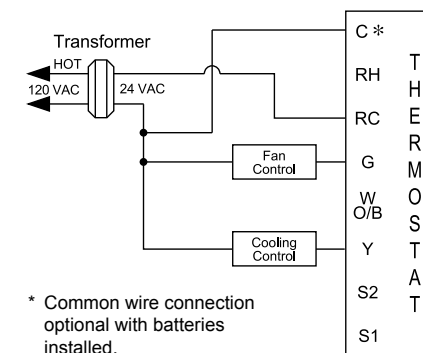 Transformer
HOT
120 VAC
24 VAC
Fan
Control
Cooling
Control
C *
RH
RC
G
W
O/B
Y
S2
S1
THERMOSTAT
* Common wire connection
optional with batteries
installed.